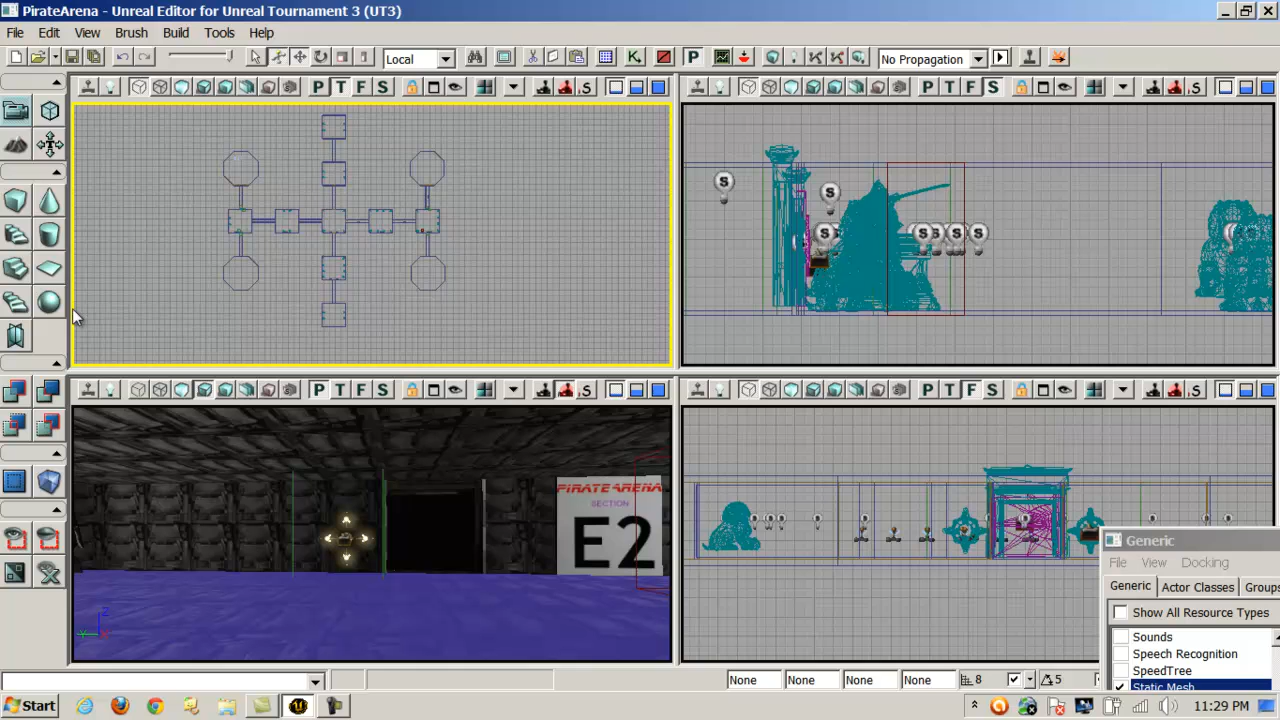 PirateArena - Unreal Editor for Unreal Tournament 3 (UT3)
File Edit View Brush Build Tools Help
Local
P
No Propagation
P T F S
S
P T F S
S
S S S S S S S
P T F S
S
P T F S
S
PIRATE ARENA
SECTION
E2
Z
Y X
Generic
File View Docking
Generic Actor Classes Groups
Show All Resource Types
Sounds
Speech Recognition
SpeedTree
Static Mesh
None None None None 8 5
Start 11:29 PM